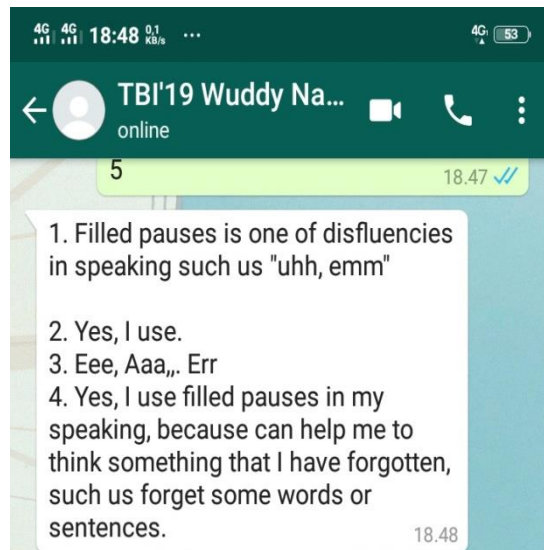 4G 4G 18:48 0,1 KB/s ... 4G 53
TBI'19 Wuddy Na...
online
5
18.47
1. Filled pauses is one of disfluencies
in speaking such us "uhh, emm"
2. Yes, I use.
3. Eee, Aaa,,. Err
4. Yes, I use filled pauses in my
speaking, because can help me to
think something that I have forgotten,
such us forget some words or
sentences.
18.48